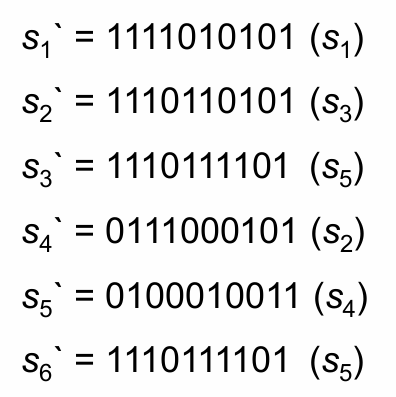 s₁` = 1111010101 (s₁)
s₂` = 1110110101 (s₃)
s₃` = 1110111101 (s₅)
s₄` = 0111000101 (s₂)
s₅` = 0100010011 (s₄)
s₆` = 1110111101 (s₅)